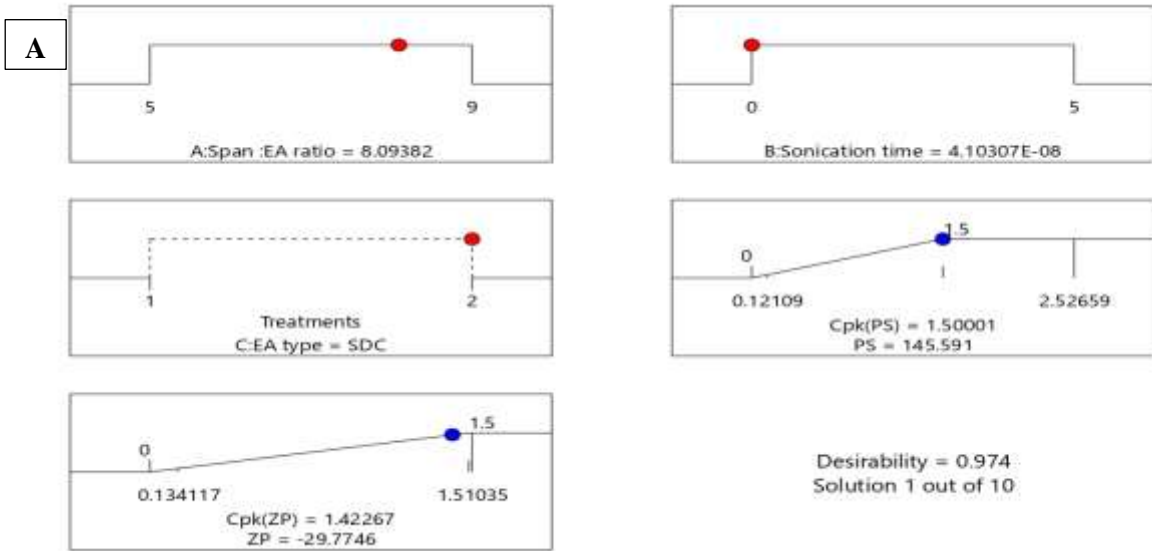 A
5 9
A:Span :EA ratio = 8.09382
0 5
B:Sonication time = 4.10307E-08
1 2
Treatments
C:EA type = SDC
0 1.5
0.12109 2.52659
Cpk(PS) = 1.50001
PS = 145.591
0 1.5
0.134117 1.51035
Cpk(ZP) = 1.42267
ZP = -29.7746
Desirability = 0.974
Solution 1 out of 10